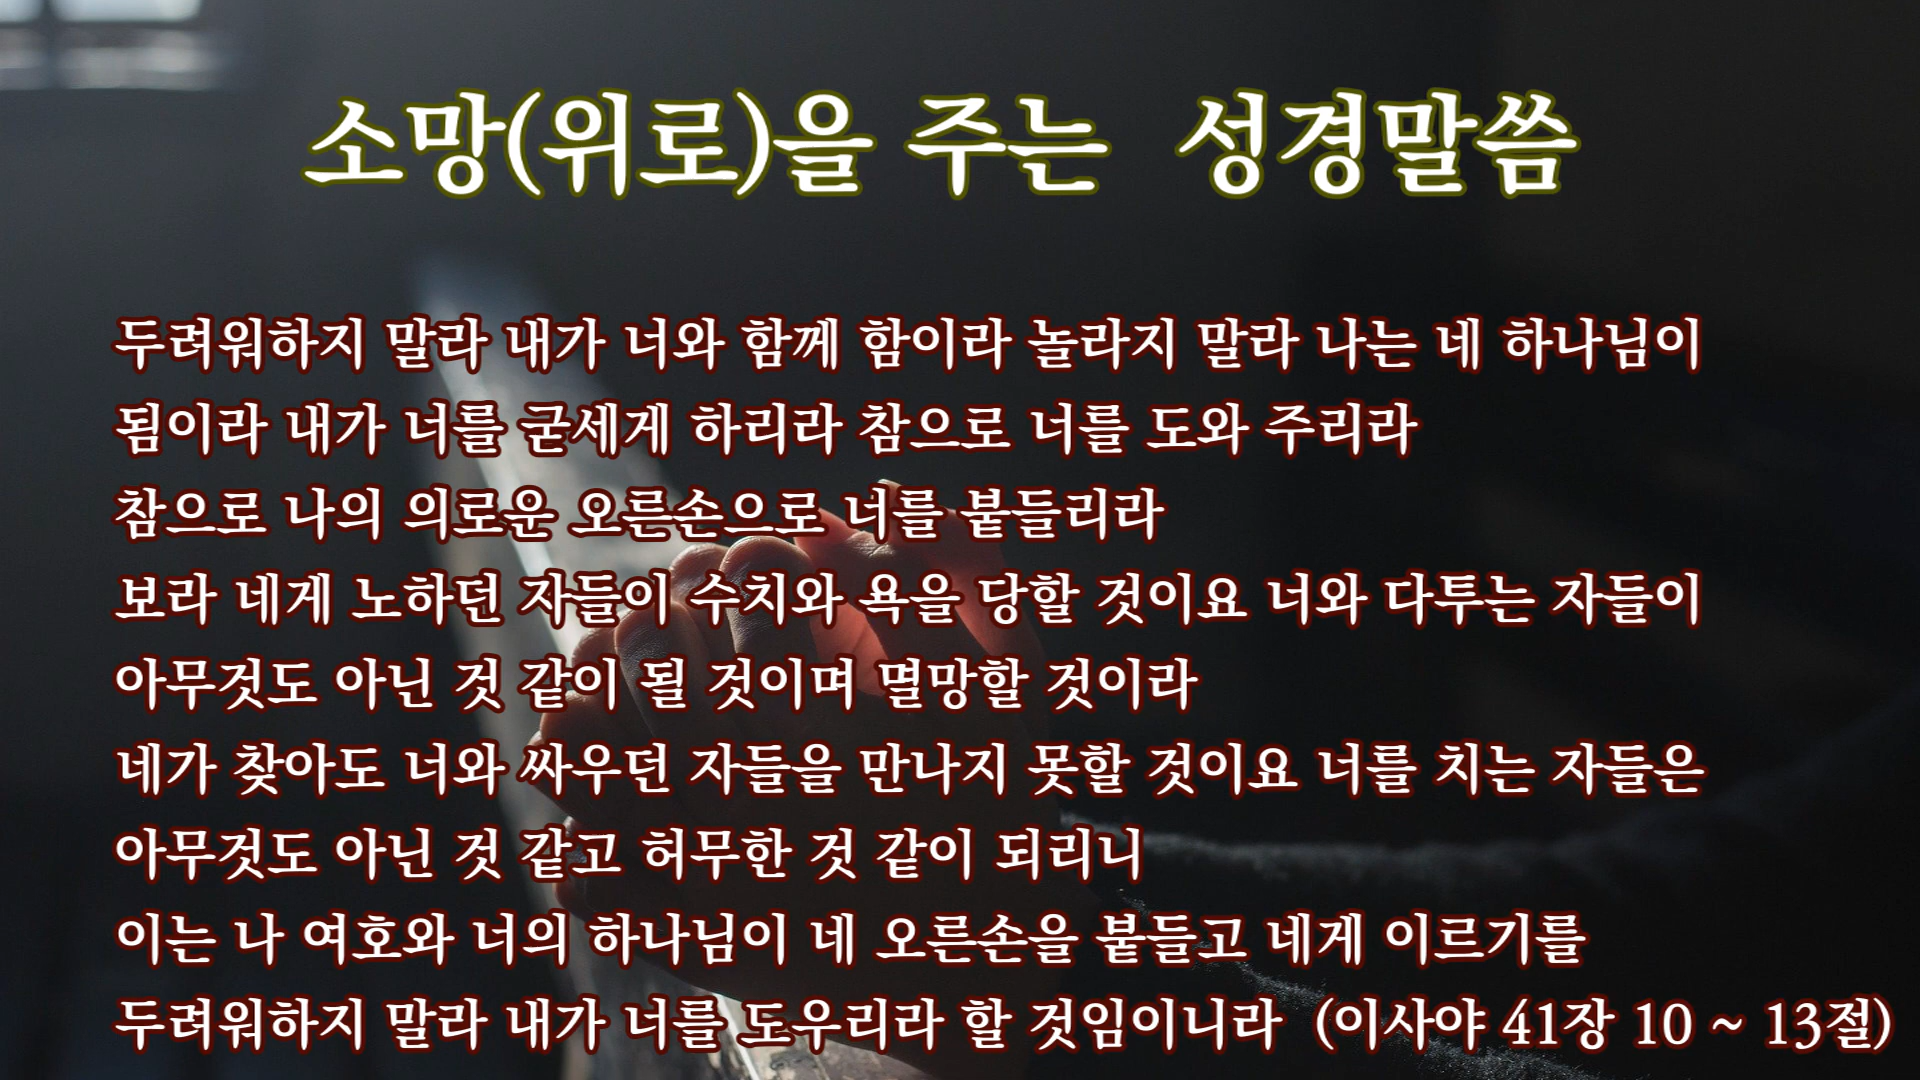 소망(위로)을 주는 성경말씀
두려워하지 말라 내가 너와 함께 함이라 놀라지 말라 나는 네 하나님이
됨이라 내가 너를 굳세게 하리라 참으로 너를 도와 주리라
참으로 나의 의로운 오른손으로 너를 붙들리라
보라 네게 노하던 자들이 수치와 욕을 당할 것이요 너와 다투는 자들이
아무것도 아닌 것 같이 될 것이며 멸망할 것이라
네가 찾아도 너와 싸우던 자들을 만나지 못할 것이요 너를 치는 자들은
아무것도 아닌 것 같고 허무한 것 같이 되리니
이는 나 여호와 너의 하나님이 네 오른손을 붙들고 네게 이르기를
두려워하지 말라 내가 너를 도우리라 할 것임이니라 (이사야 41장 10 ~ 13절)